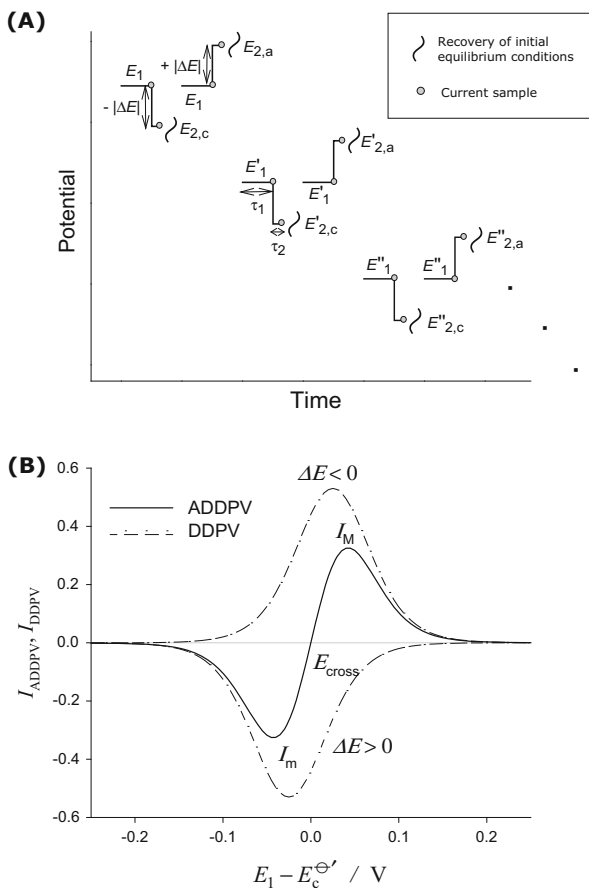 (A)
+ |ΔE|
E2,a
E1
E1
- |ΔE|
E2,c
Recovery of initial
equilibrium conditions
Current sample
Potential
E'1
E'2,a
τ1
E'1
E'2,c
τ2
E"1
E"1
E"2,a
E"2,c
Time
(B)
0.6
0.4
0.2
0.0
-0.2
-0.4
-0.6
ADDPV
DDPV
ΔE<0
IM
Ecross
Im
ΔE>0
IADDPV, IDDPV
-0.2
-0.1
0.0
0.1
0.2
E1 − Ec⊖′ / V